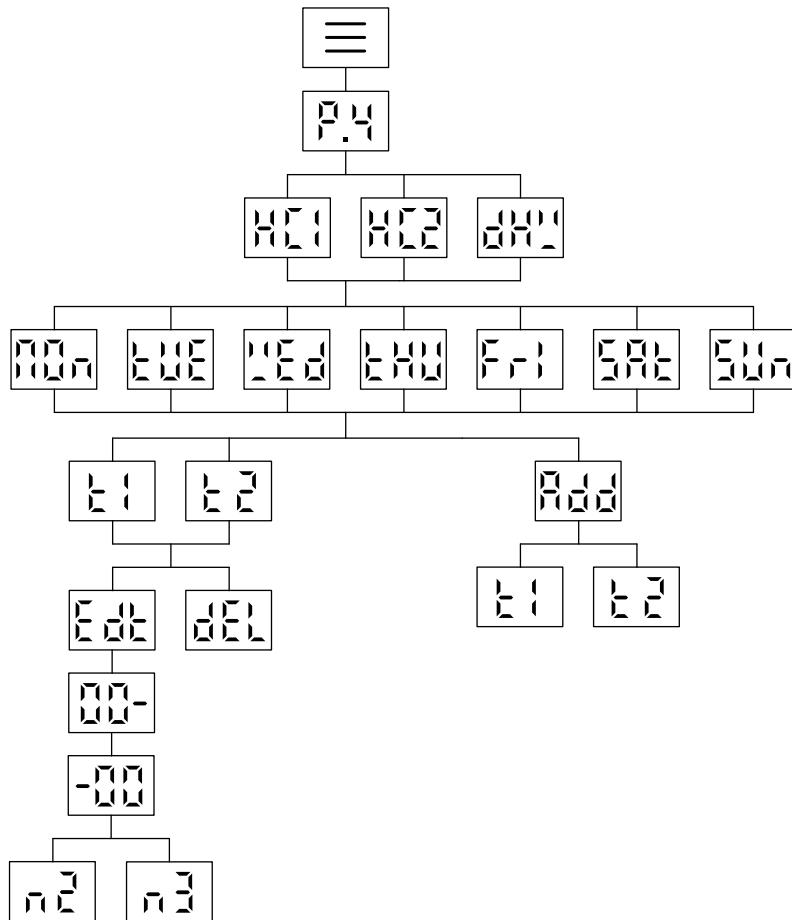 P.4
HC1 HC2 dHW
MOn tUE WEd tHU Fri SAt SUn
t1 t2 Add
Edt dEL t1 t2
00-
-00
n2 n3